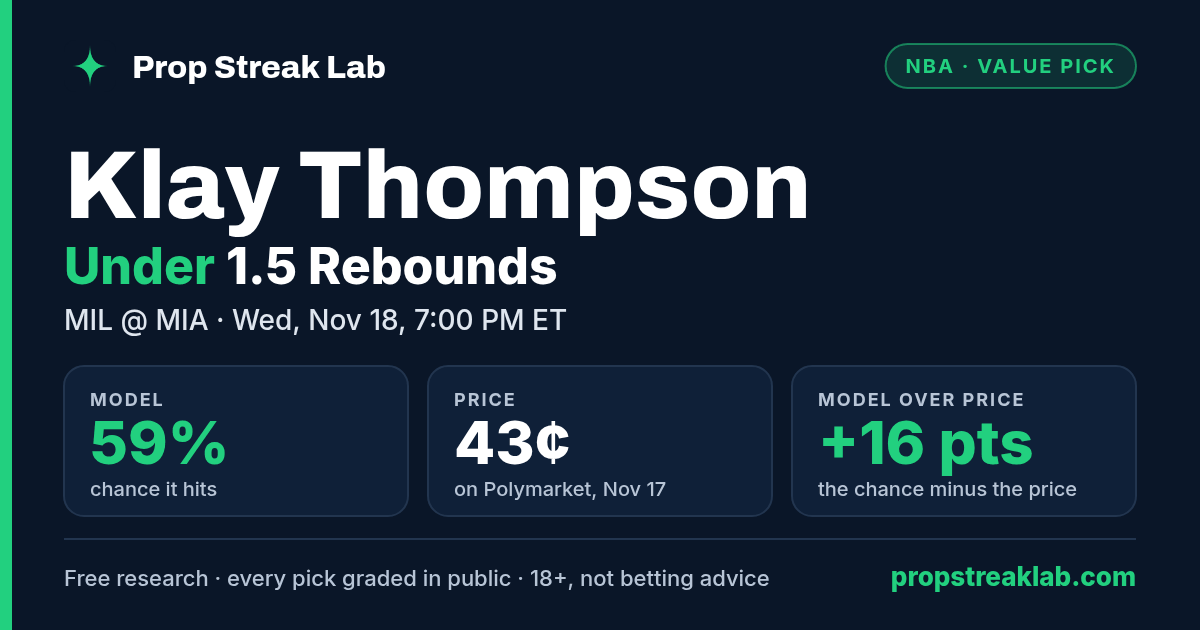 Prop Streak Lab
NBA · VALUE PICK
Klay Thompson
Under 1.5 Rebounds
MIL @ MIA · Wed, Nov 18, 7:00 PM ET
MODEL
59%
chance it hits
PRICE
43¢
on Polymarket, Nov 17
MODEL OVER PRICE
+16 pts
the chance minus the price
Free research · every pick graded in public · 18+, not betting advice
propstreaklab.com